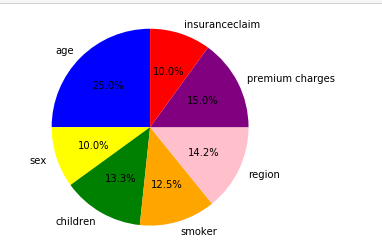 insuranceclaim
age
10.0%
premium charges
25.0%
15.0%
10.0%
14.2%
sex
13.3%
12.5%
region
children
smoker